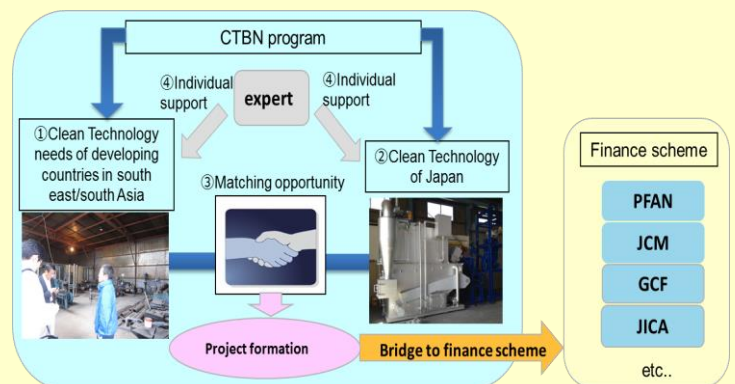 CTBN program
④Individual
support
expert
④Individual
support
①Clean Technology
needs of developing
countries in south
east/south Asia
③Matching opportunity
②Clean Technology
of Japan
Project formation
Bridge to finance scheme
Finance scheme
PFAN
JCM
GCF
JICA
etc..